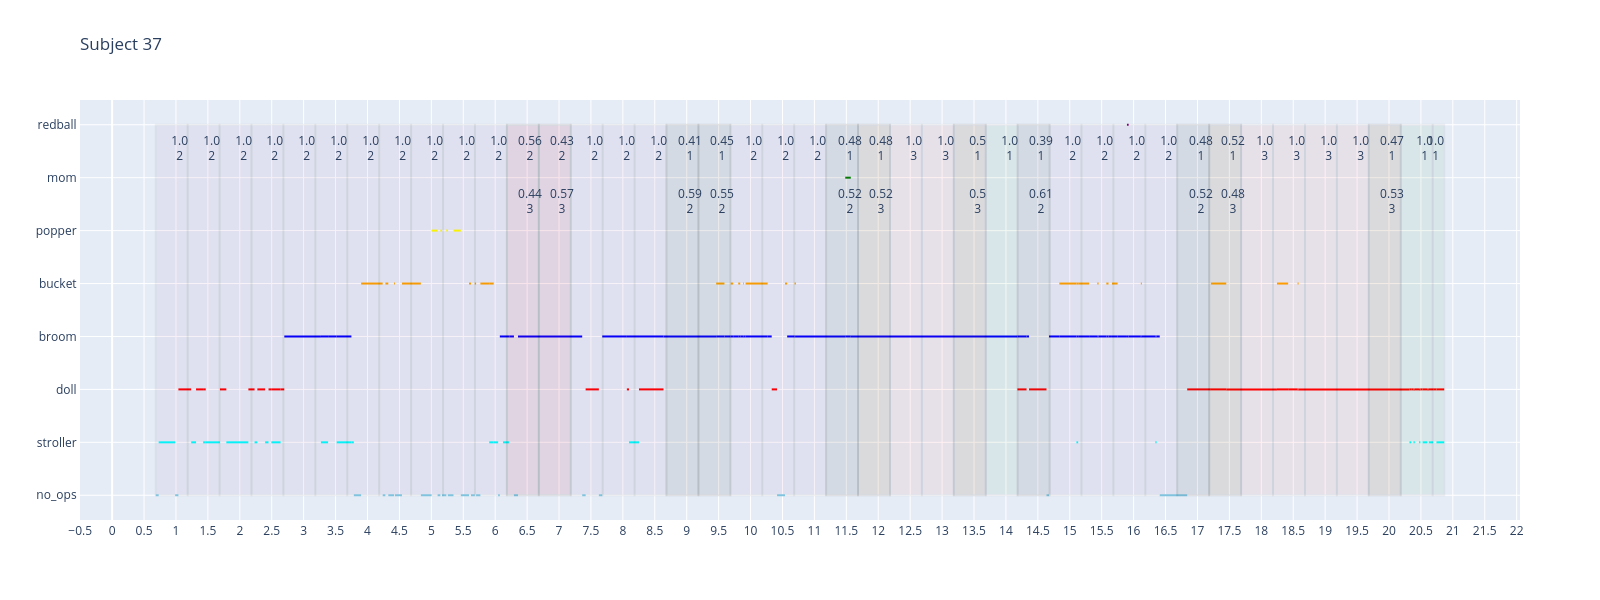 Subject 37
redball
1.0 1.0 1.0 1.0 1.0 1.0 1.0 1.0 1.0 1.0 1.0 0.56 0.43 1.0 1.0 1.0 0.41 0.45 1.0 1.0 1.0 0.48 0.48 1.0 1.0 0.5 1.0 0.39 1.0 1.0 1.0 1.0 0.48 0.52 1.0 1.0 1.0 1.0 0.47 1.0 1.0
2 2 2 2 2 2 2 2 2 2 2 2 2 2 2 2 1 1 2 2 2 1 1 3 3 1 1 1 2 2 2 2 1 1 3 3 3 3 1 1 1
mom
0.44 0.57 0.59 0.55 0.52 0.52 0.5 0.61 0.52 0.48 0.53
3 3 2 2 2 3 3 2 2 3 3
popper
bucket
broom
doll
stroller
no_ops
−0.5 0 0.5 1 1.5 2 2.5 3 3.5 4 4.5 5 5.5 6 6.5 7 7.5 8 8.5 9 9.5 10 10.5 11 11.5 12 12.5 13 13.5 14 14.5 15 15.5 16 16.5 17 17.5 18 18.5 19 19.5 20 20.5 21 21.5 22